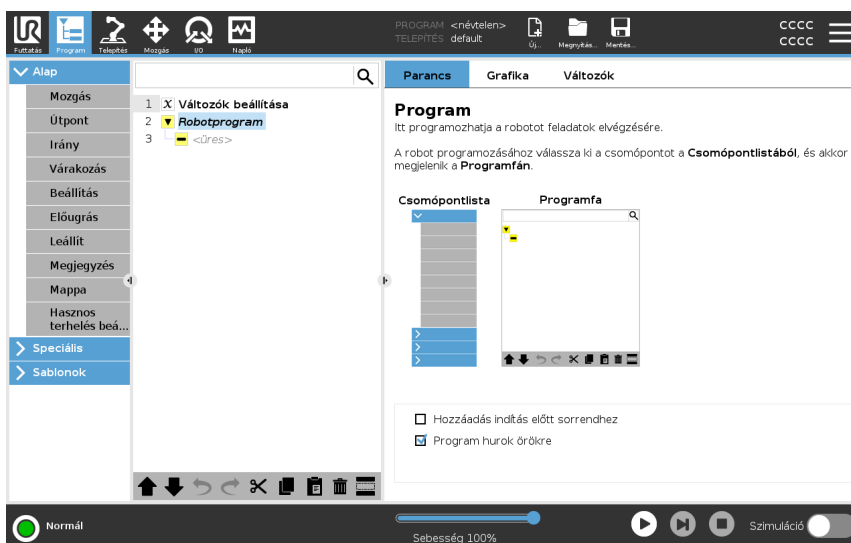 UR
Futtatás
Program
Telepítés
Mozgás
I/O
Napló
PROGRAM <névtelen>
TELEPÍTÉS default
Új...
Megnyitás...
Mentés...
cccc
cccc
Alap
Mozgás
Útpont
Irány
Várakozás
Beállítás
Előugrás
Leállít
Megjegyzés
Mappa
Hasznos
terhelés beá...
Speciális
Sablonok
1 X Változók beállítása
2 Robotprogram
3 <üres>
Parancs
Grafika
Változók
Program
Itt programozhatja a robotot feladatok elvégzésére.
A robot programozásához válassza ki a csomópontot a Csomópontlistából, és akkor
megjelenik a Programfán.
Csomópontlista
Programfa
Hozzáadás indítás előtt sorrendhez
Program hurok örökre
Normál
Sebesség 100%
Szimuláció